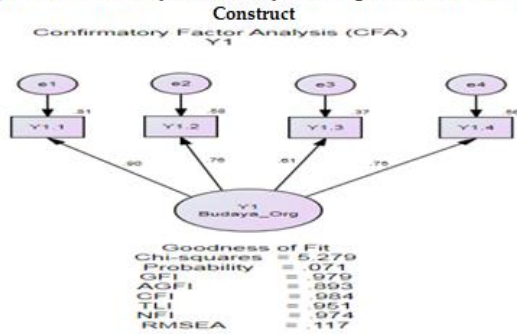 Construct
Confirmatory Factor Analysis (CFA)
Y1
e1 e2 e3 e4
.81 .58 .37
Y1.1 Y1.2 Y1.3 Y1.4
.90 .76 .61 .75
Y1
Budaya_Org
Goodness of Fit
Chi-squares = 5.279
Probability = .071
GFI = .979
AGFI = .893
CFI = .984
TLI = .951
NFI = .974
RMSEA = .117